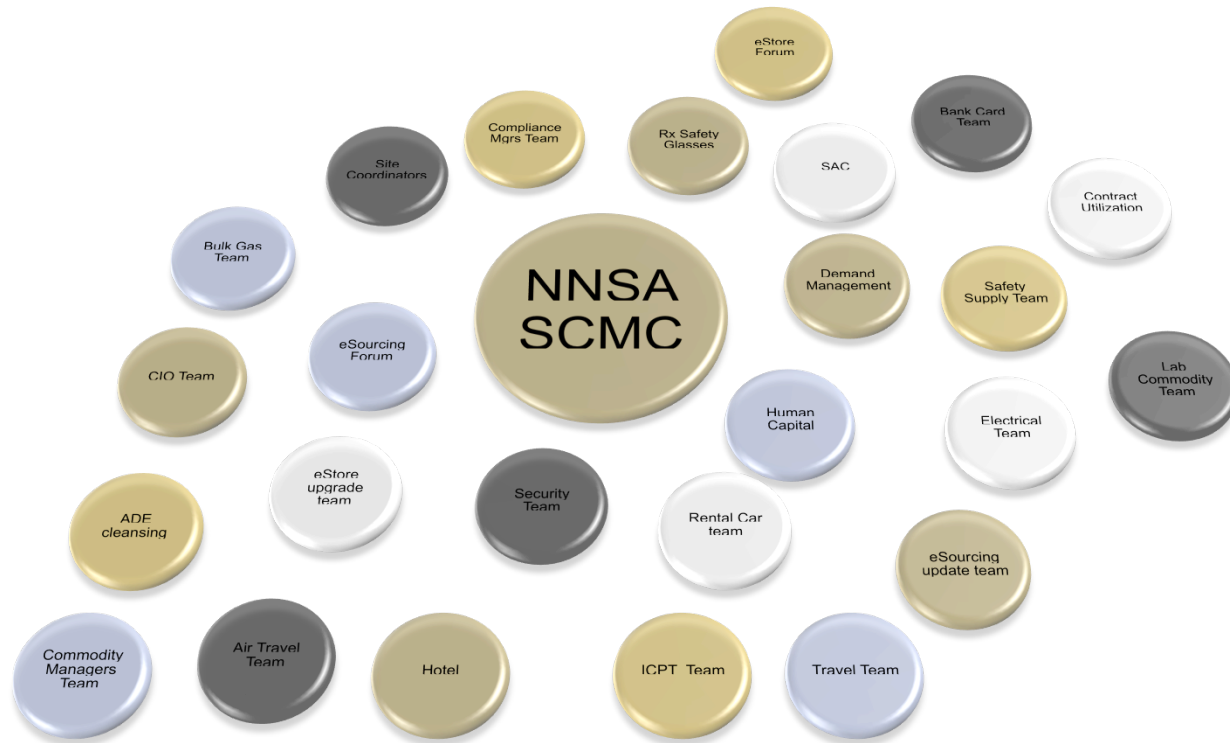 eStore
Forum
Bank Card
Team
Compliance
Mgrs Team
Rx Safety
Glasses
Site
Coordinators
SAC
Contract
Utilization
Bulk Gas
Team
NNSA
SCMC
Demand
Management
Safety
Supply Team
eSourcing
Forum
CIO Team
Lab
Commodity
Team
Human
Capital
Electrical
Team
eStore
upgrade
team
Security
Team
Rental Car
team
ADE
cleansing
eSourcing
update team
Commodity
Managers
Team
Air Travel
Team
Hotel
ICPT Team
Travel Team